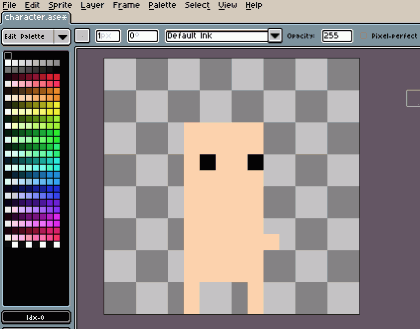 File Edit Sprite Layer Frame Palette Select View Help
Character.ase*
Edit Palette 1px 0° Default Ink Opacity: 255 Pixel-perfect
Idx-0